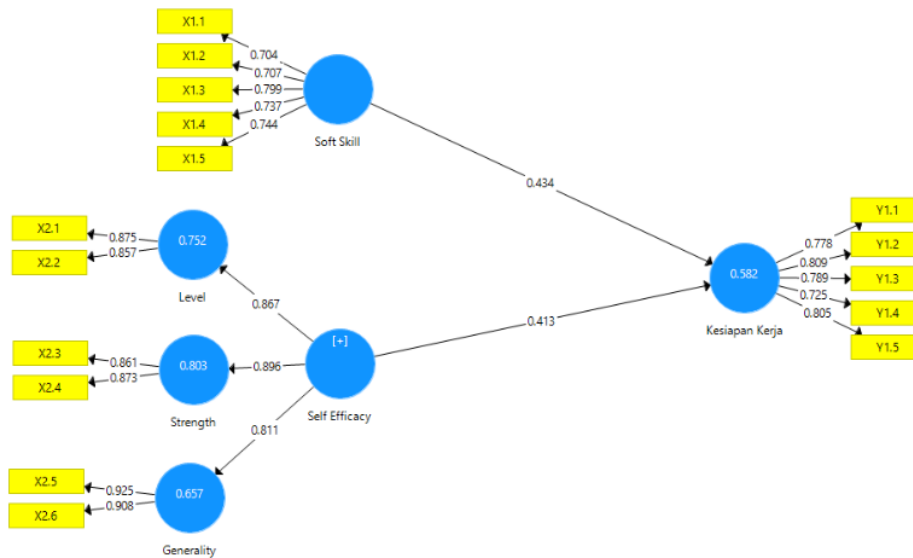 X1.1
X1.2
X1.3
X1.4
X1.5
0.704
0.707
0.799
0.737
0.744
Soft Skill
0.434
X2.1
X2.2
0.875
0.857
0.752
Level
0.867
X2.3
X2.4
0.861
0.873
0.803
Strength
0.896
[+]
Self Efficacy
0.413
0.811
X2.5
X2.6
0.925
0.908
0.657
Generality
0.582
Kesiapan Kerja
0.778
0.809
0.789
0.725
0.805
Y1.1
Y1.2
Y1.3
Y1.4
Y1.5